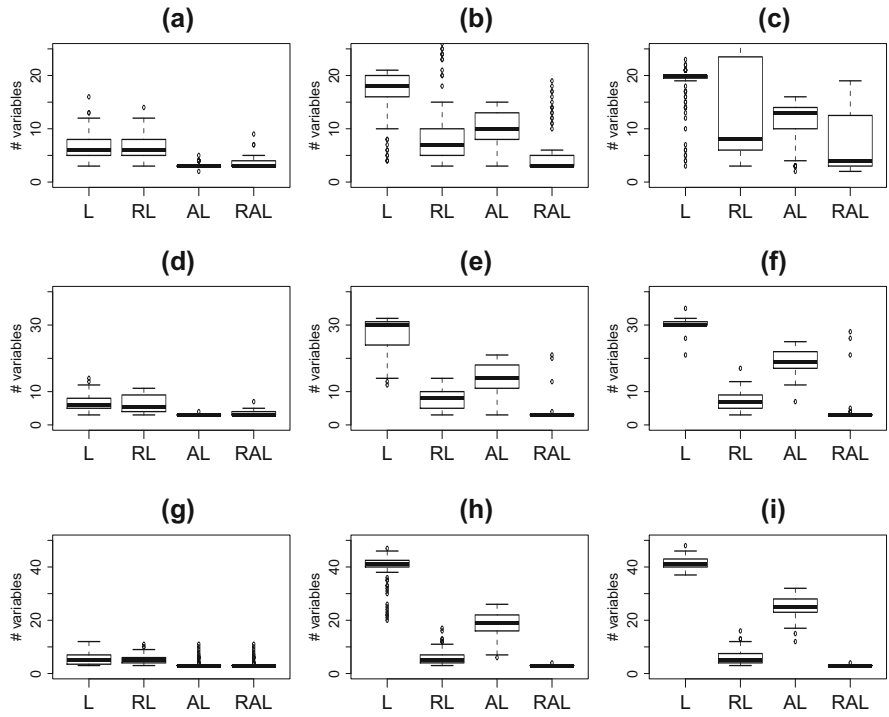 (a) (b) (c)
# variables 0 10 20 # variables 0 10 20 # variables 0 10 20
L RL AL RAL L RL AL RAL L RL AL RAL
(d) (e) (f)
# variables 0 10 30 # variables 0 10 30 # variables 0 10 30
L RL AL RAL L RL AL RAL L RL AL RAL
(g) (h) (i)
# variables 0 20 40 # variables 0 20 40 # variables 0 20 40
L RL AL RAL L RL AL RAL L RL AL RAL